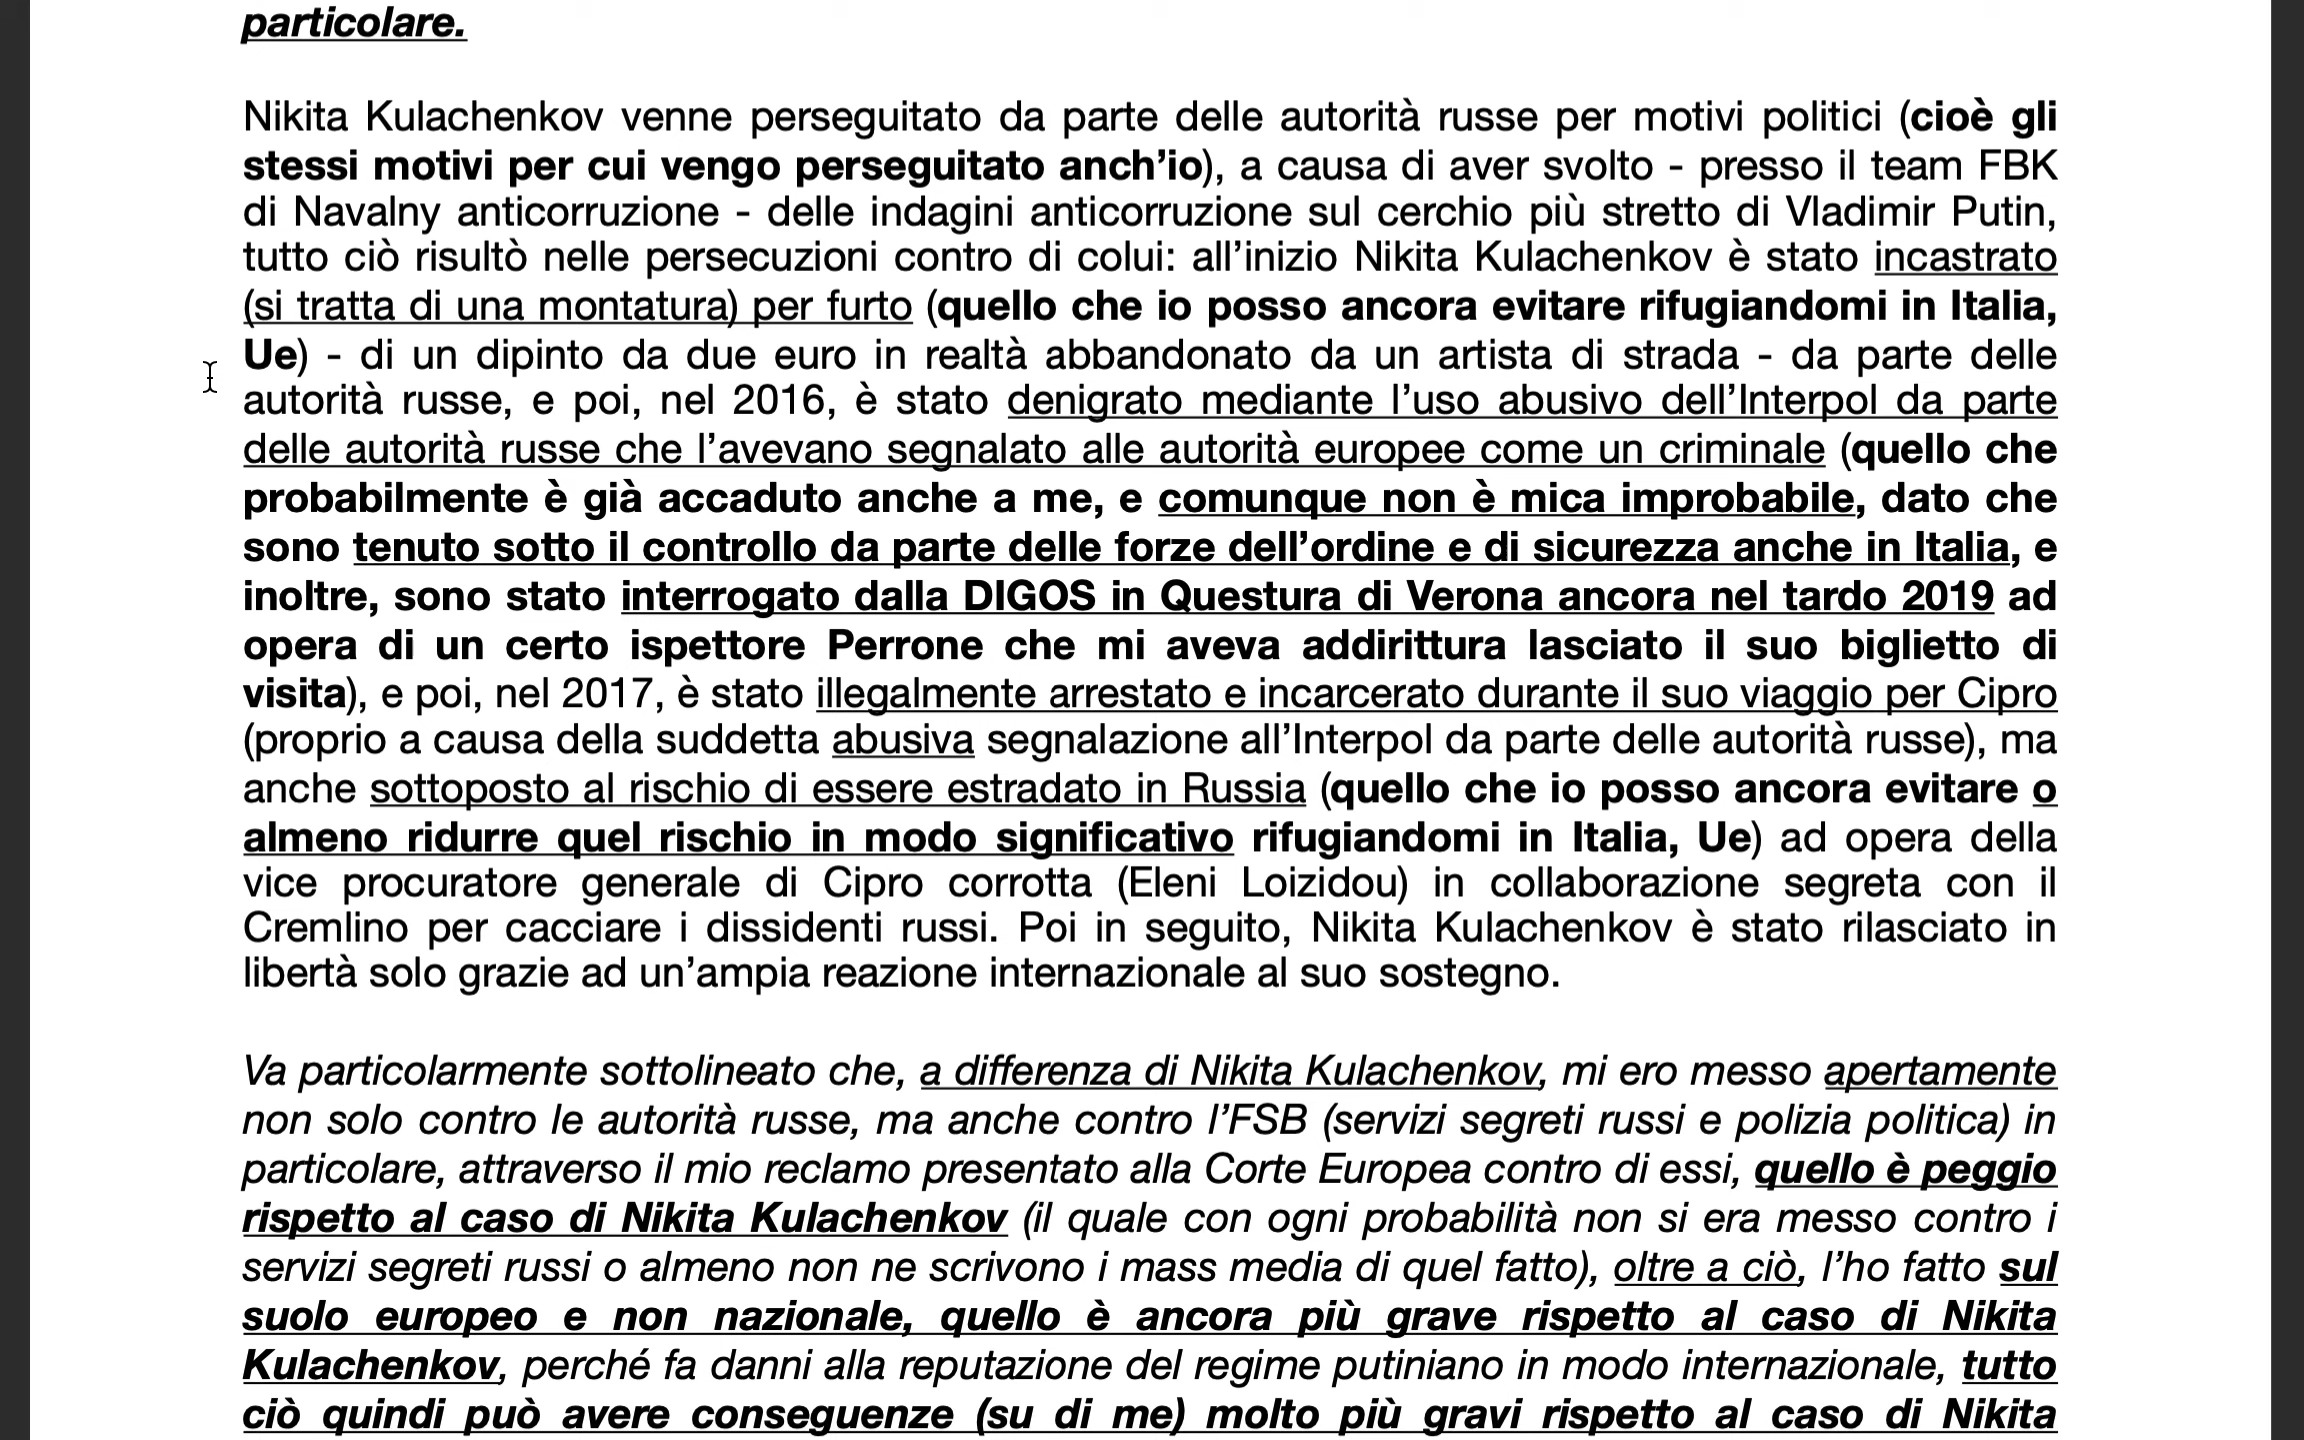 particolare.
Nikita Kulachenkov venne perseguitato da parte delle autorità russe per motivi politici (cioè gli
stessi motivi per cui vengo perseguitato anch’io), a causa di aver svolto - presso il team FBK
di Navalny anticorruzione - delle indagini anticorruzione sul cerchio più stretto di Vladimir Putin,
tutto ciò risultò nelle persecuzioni contro di colui: all’inizio Nikita Kulachenkov è stato incastrato
(si tratta di una montatura) per furto (quello che io posso ancora evitare rifugiandomi in Italia,
Ue) - di un dipinto da due euro in realtà abbandonato da un artista di strada - da parte delle
autorità russe, e poi, nel 2016, è stato denigrato mediante l’uso abusivo dell’Interpol da parte
delle autorità russe che l’avevano segnalato alle autorità europee come un criminale (quello che
probabilmente è già accaduto anche a me, e comunque non è mica improbabile, dato che
sono tenuto sotto il controllo da parte delle forze dell’ordine e di sicurezza anche in Italia, e
inoltre, sono stato interrogato dalla DIGOS in Questura di Verona ancora nel tardo 2019 ad
opera di un certo ispettore Perrone che mi aveva addirittura lasciato il suo biglietto di
visita), e poi, nel 2017, è stato illegalmente arrestato e incarcerato durante il suo viaggio per Cipro
(proprio a causa della suddetta abusiva segnalazione all’Interpol da parte delle autorità russe), ma
anche sottoposto al rischio di essere estradato in Russia (quello che io posso ancora evitare o
almeno ridurre quel rischio in modo significativo rifugiandomi in Italia, Ue) ad opera della
vice procuratore generale di Cipro corrotta (Eleni Loizidou) in collaborazione segreta con il
Cremlino per cacciare i dissidenti russi. Poi in seguito, Nikita Kulachenkov è stato rilasciato in
libertà solo grazie ad un’ampia reazione internazionale al suo sostegno.
Va particolarmente sottolineato che, a differenza di Nikita Kulachenkov, mi ero messo apertamente
non solo contro le autorità russe, ma anche contro l’FSB (servizi segreti russi e polizia politica) in
particolare, attraverso il mio reclamo presentato alla Corte Europea contro di essi, quello è peggio
rispetto al caso di Nikita Kulachenkov (il quale con ogni probabilità non si era messo contro i
servizi segreti russi o almeno non ne scrivono i mass media di quel fatto), oltre a ciò, l’ho fatto sul
suolo europeo e non nazionale, quello è ancora più grave rispetto al caso di Nikita
Kulachenkov, perché fa danni alla reputazione del regime putiniano in modo internazionale, tutto
ciò quindi può avere conseguenze (su di me) molto più gravi rispetto al caso di Nikita